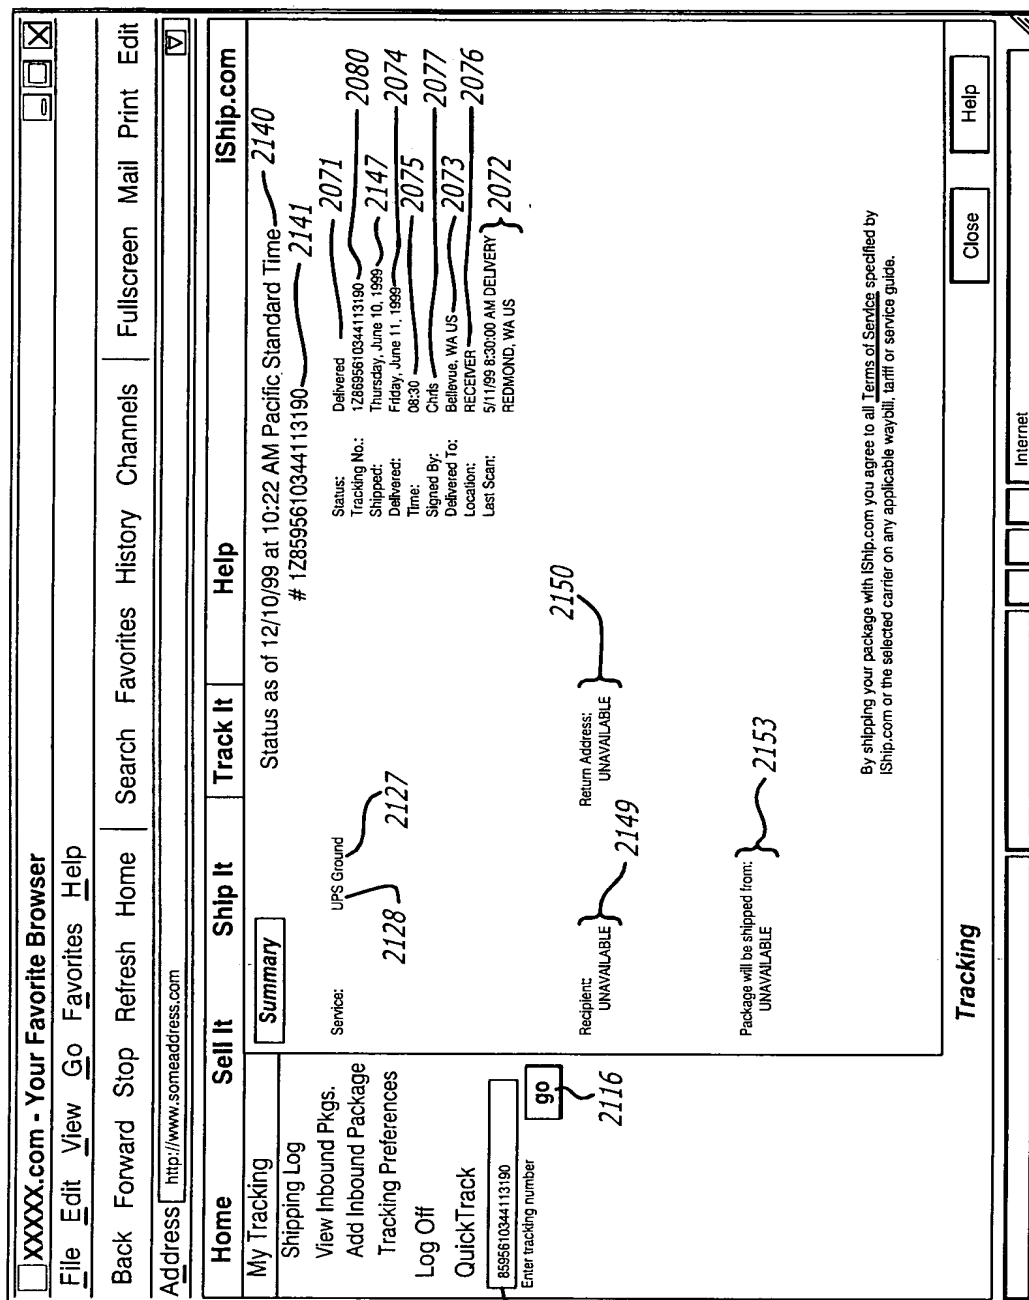 XXXXX.com - Your Favorite Browser
File Edit View Go Favorites Help
Back Forward Stop Refresh Home Search Favorites History Channels Fullscreen Mail Print Edit
Address http://www.someaddress.com
Home Sell It Ship It Track It Help IShip.com
My Tracking
Shipping Log
View Inbound Pkgs.
Add Inbound Package
Tracking Preferences
Log Off
QuickTrack
8595610344113190
Enter tracking number
go
2116
Summary
Status as of 12/10/99 at 10:22 AM Pacific Standard Time 2140
# 1Z8595610344113190 2141
Service: UPS Ground
2128 2127
Status: Delivered 2071
Tracking No.: 1Z8695610344113190 2080
Shipped: Thursday, June 10, 1999 2147
Delivered: Friday, June 11, 1999 2074
Time: 08:30 2075
Signed By: Chris 2077
Delivered To: Bellevue, WA US 2073
Location: RECEIVER 2076
Last Scan: 5/11/99 8:30:00 AM DELIVERY
REDMOND, WA US 2072
Recipient:
UNAVAILABLE
2149
Return Address:
UNAVAILABLE
2150
Package will be shipped from:
UNAVAILABLE
2153
By shipping your package with IShip.com you agree to all Terms of Service specified by
IShip.com or the selected carrier on any applicable waybill, tariff or service guide.
Tracking
Close Help
Internet